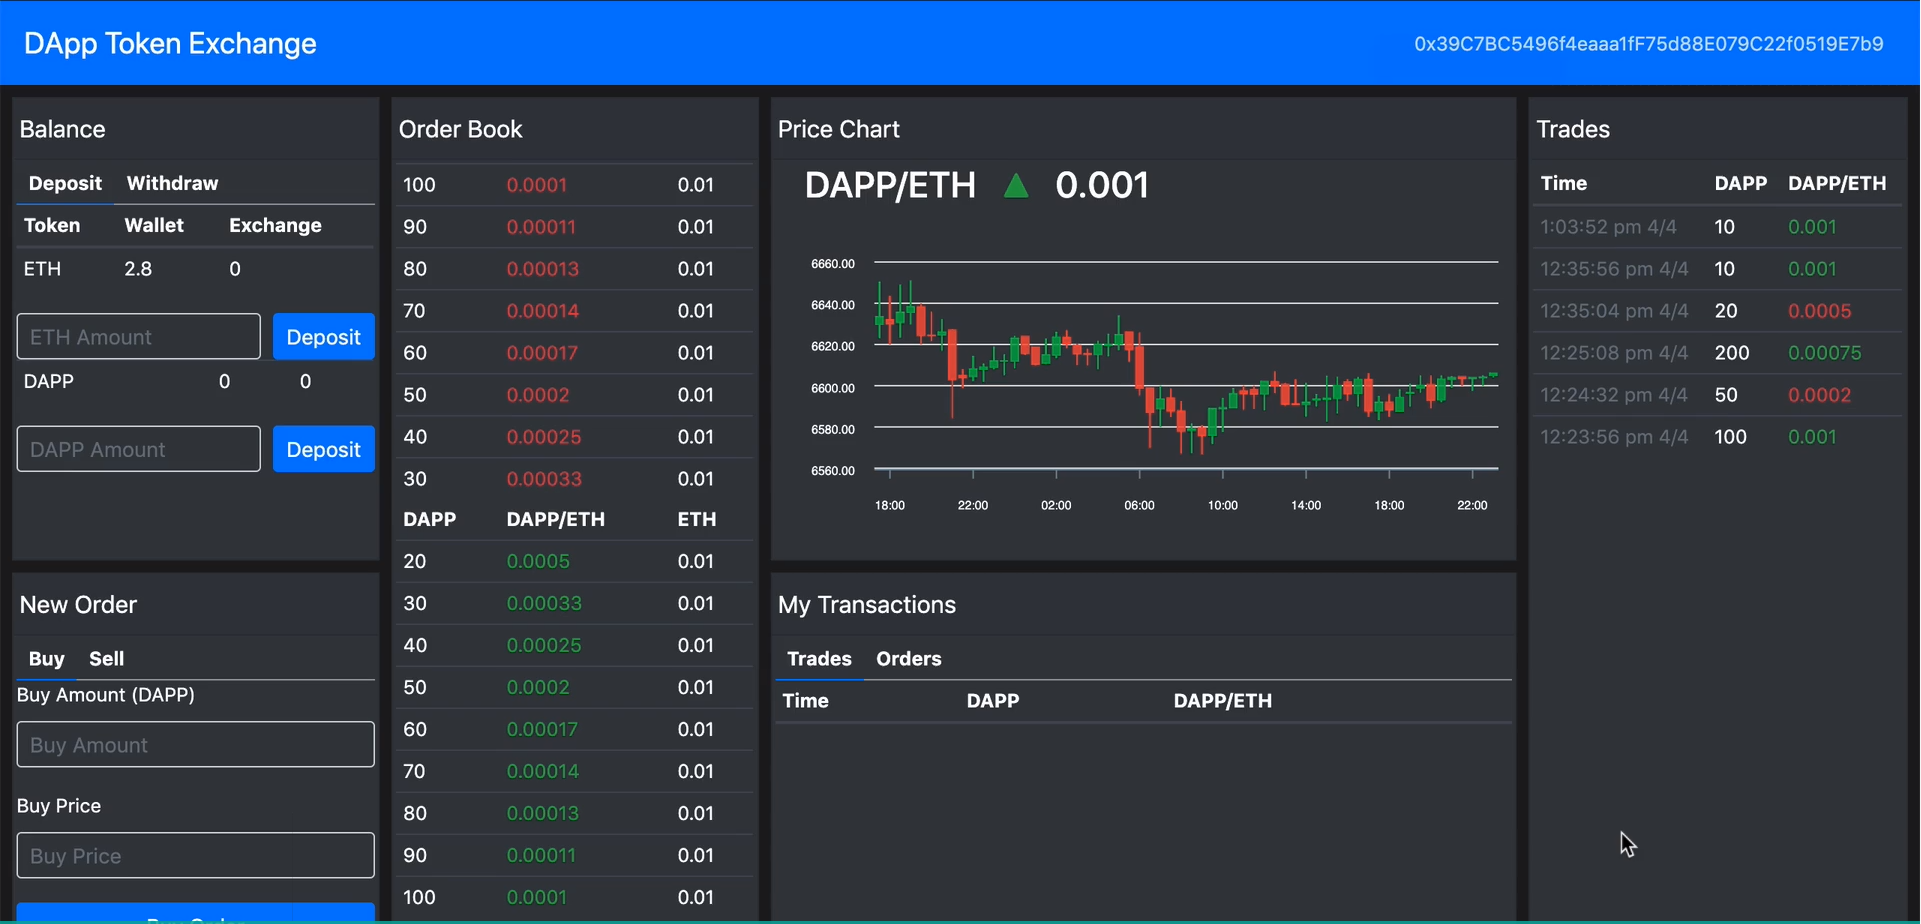 DApp Token Exchange
0x39C7BC5496f4eaaa1fF75d88E079C22f0519E7b9
Balance
Deposit Withdraw
Token Wallet Exchange
ETH 2.8 0
ETH Amount Deposit
DAPP 0 0
DAPP Amount Deposit
New Order
Buy Sell
Buy Amount (DAPP)
Buy Amount
Buy Price
Buy Price
Buy Order
Order Book
100 0.0001 0.01
90 0.00011 0.01
80 0.00013 0.01
70 0.00014 0.01
60 0.00017 0.01
50 0.0002 0.01
40 0.00025 0.01
30 0.00033 0.01
DAPP DAPP/ETH ETH
20 0.0005 0.01
30 0.00033 0.01
40 0.00025 0.01
50 0.0002 0.01
60 0.00017 0.01
70 0.00014 0.01
80 0.00013 0.01
90 0.00011 0.01
100 0.0001 0.01
Price Chart
DAPP/ETH ▲ 0.001
6660.00
6640.00
6620.00
6600.00
6580.00
6560.00
18:00 22:00 02:00 06:00 10:00 14:00 18:00 22:00
My Transactions
Trades Orders
Time DAPP DAPP/ETH
Trades
Time DAPP DAPP/ETH
1:03:52 pm 4/4 10 0.001
12:35:56 pm 4/4 10 0.001
12:35:04 pm 4/4 20 0.0005
12:25:08 pm 4/4 200 0.00075
12:24:32 pm 4/4 50 0.0002
12:23:56 pm 4/4 100 0.001